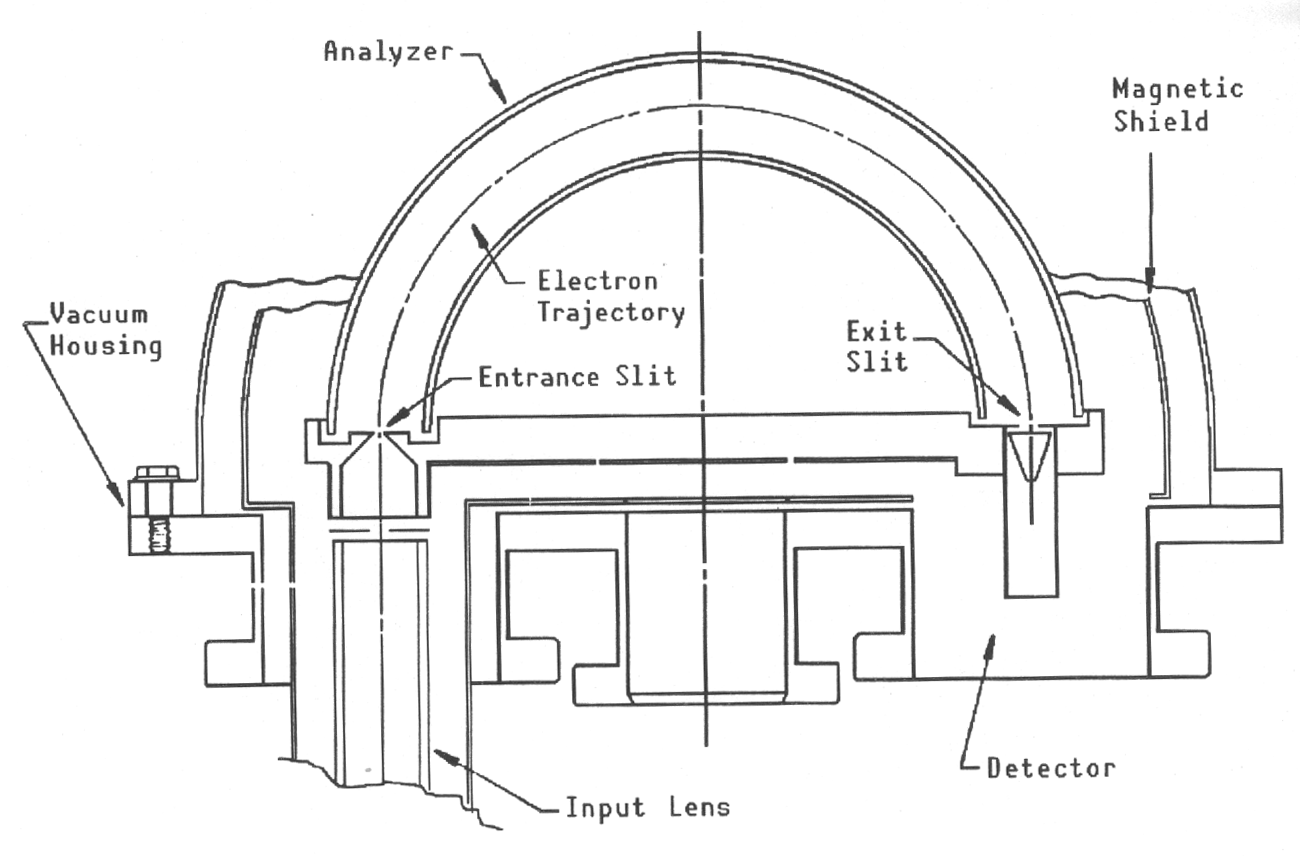 Analyzer
Magnetic
Shield
Electron
Trajectory
Vacuum
Housing
Exit
Slit
Entrance Slit
Detector
Input Lens